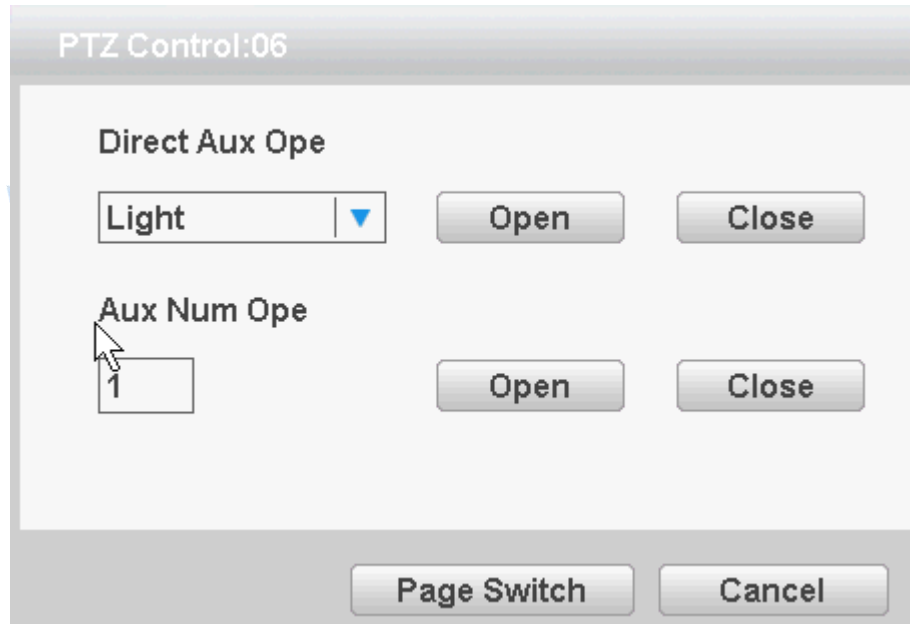 PTZ Control:06
Direct Aux Ope
Light Open Close
Aux Num Ope
1 Open Close
Page Switch Cancel